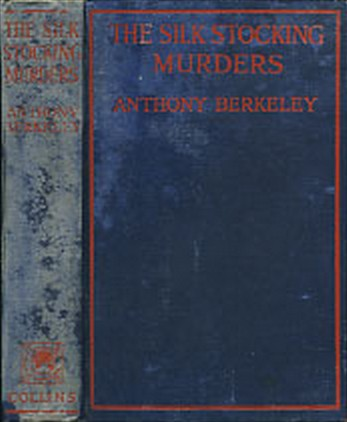 THE SILK
STOCKING
MURDERS
ANTHONY
BERKELEY
COLLINS
THE SILK STOCKING
MURDERS
ANTHONY BERKELEY